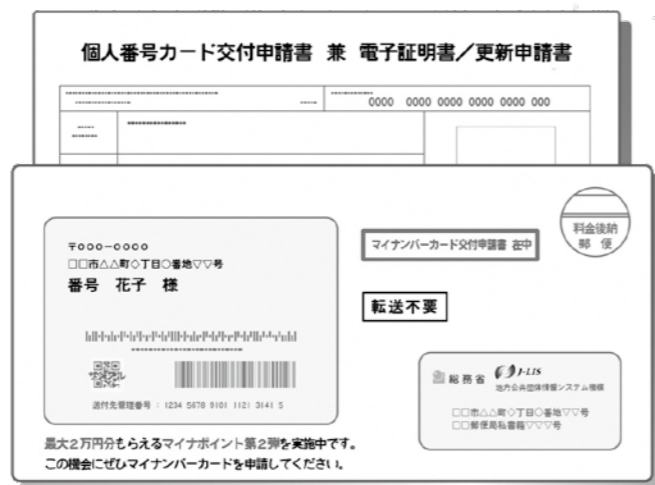 個人番号カード交付申請書 兼 電子証明書／更新申請書
0000 0000 0000 0000 0000 000
料金後納
郵 便
〒000-0000
□□市△△町◇丁目○番地▽▽号
番号 花子 様
マイナンバーカード交付申請書 在中
転送不要
送付先管理番号 : 1234 5678 9101 1121 3141 5
総務省 J-LIS
地方公共団体情報システム機構
□□市△△町◇丁目○番地▽▽号
□□郵便局私書箱▽▽▽号
最大2万円分もらえるマイナポイント第2弾を実施中です。
この機会にぜひマイナンバーカードを申請してください。